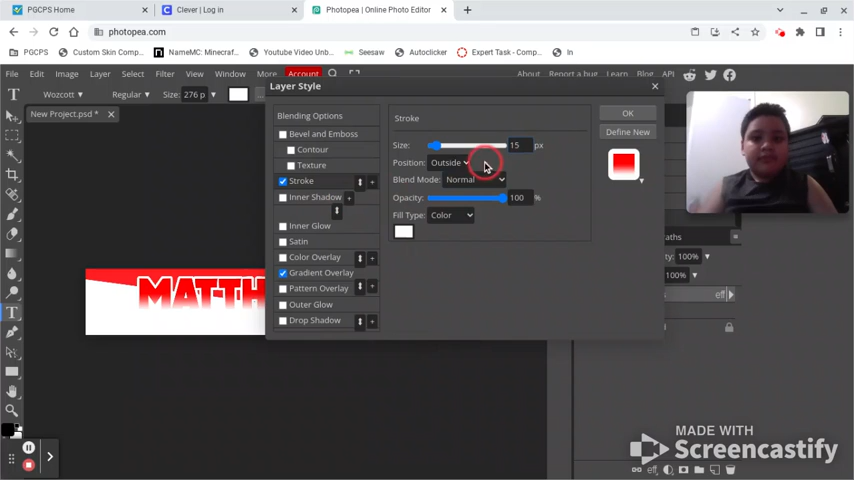 PGCPS Home
Clever | Log in
Photopea | Online Photo Editor
photopea.com
PGCPS
Custom Skin Comp...
NameMC: Minecraf...
Youtube Video Unb...
Seesaw
Autoclicker
Expert Task - Comp...
In
File Edit Image Layer Select Filter View Window More Account
About Report a bug Learn Blog API
T Wozcott Regular Size: 276 p
New Project.psd *
Layer Style
Blending Options
Bevel and Emboss
Contour
Texture
Stroke
Inner Shadow
Inner Glow
Satin
Color Overlay
Gradient Overlay
Pattern Overlay
Outer Glow
Drop Shadow
Stroke
Size: 15 px
Position: Outside
Blend Mode: Normal
Opacity: 100 %
Fill Type: Color
OK
Define New
aths
ty: 100%
100%
eff
MAT-TH
MADE WITH
Screencastify